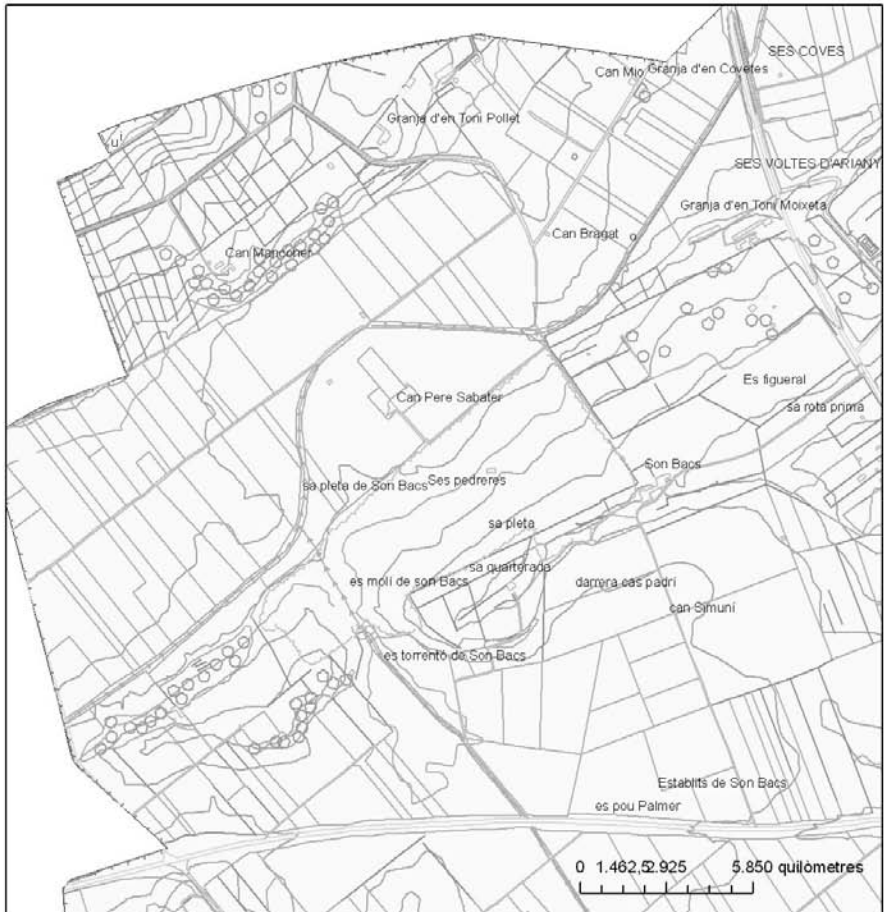 SES COVES
Can Mio Granja d'en Covetes
Granja d'en Toni Pollet
SES VOLTES D'ARIANY
Granja d'en Toni Moixeta
Can Bragat
Es figueral
Can Pere Sabater
sa rota prima
Son Bacs
sa pleta de Son Bacs
Ses pedreres
sa pleta
sa quarterada
es molí de son Bacs
darrera cas padrí
can Simuní
es torrentó de Son Bacs
Establits de Son Bacs
es pou Palmer
0 1.462,5 2.925 5.850 quilòmetres